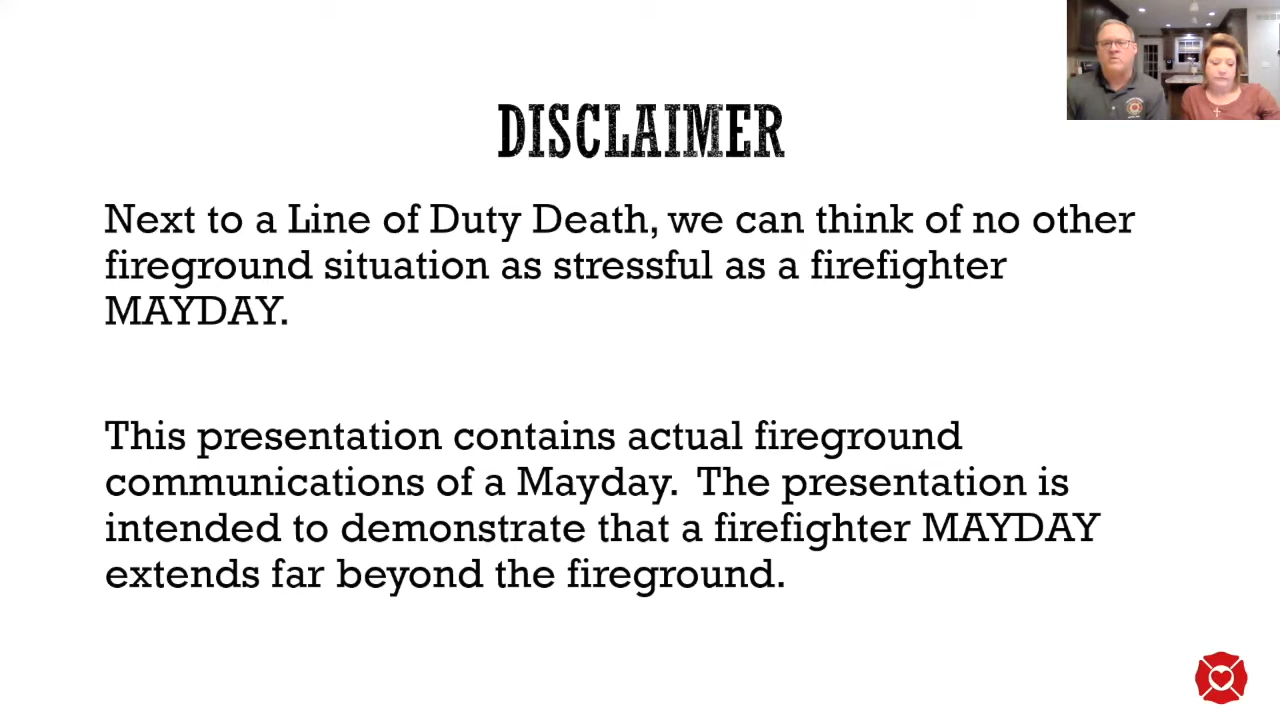 DISCLAIMER
Next to a Line of Duty Death, we can think of no other
fireground situation as stressful as a firefighter
MAYDAY.
This presentation contains actual fireground
communications of a Mayday.  The presentation is
intended to demonstrate that a firefighter MAYDAY
extends far beyond the fireground.